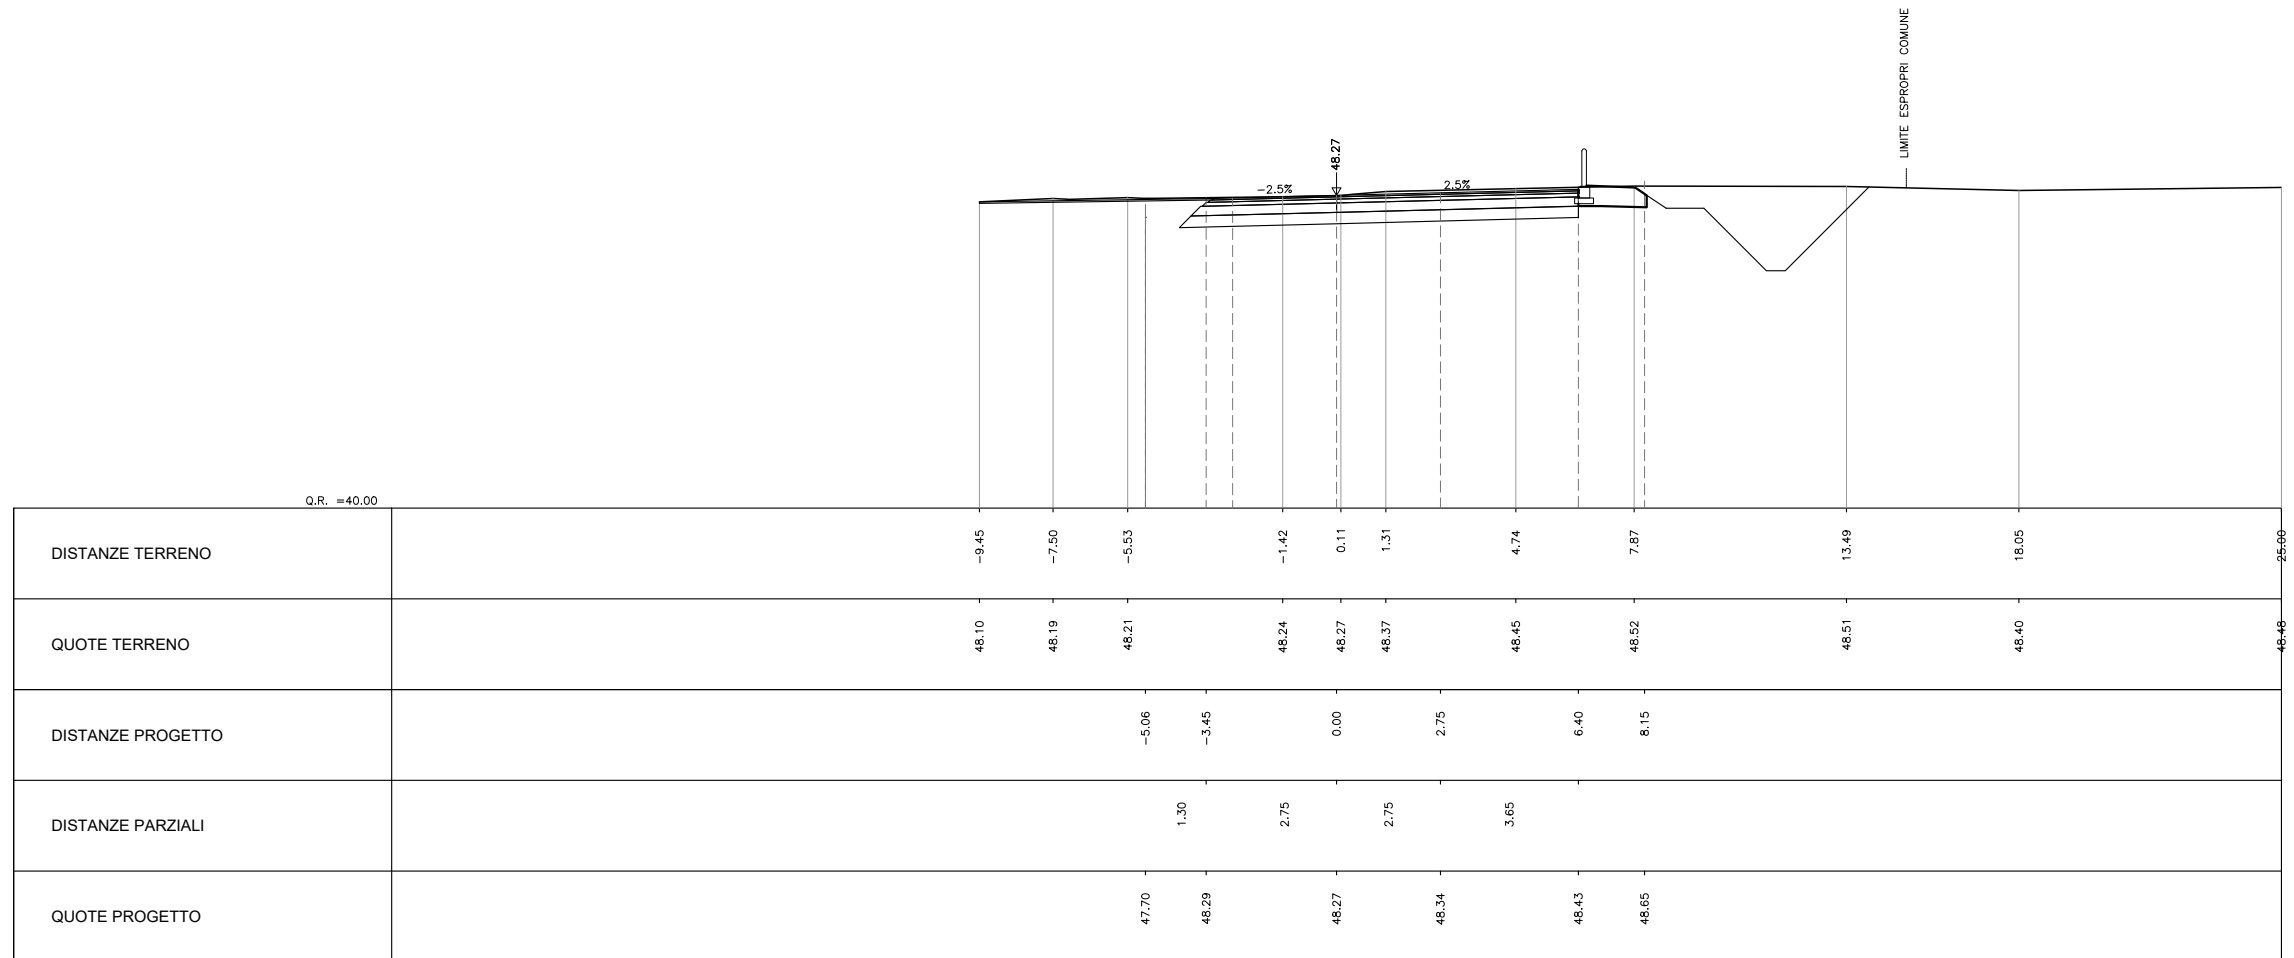 LIMITE ESPROPRI COMUNE
48.27
-2.5%
2.5%
Q.R. =40.00
DISTANZE TERRENO
-9.45 -7.50 -5.53 -1.42 0.11 1.31 4.74 7.87 13.49 18.05 25.00
QUOTE TERRENO
48.10 48.19 48.21 48.24 48.27 48.37 48.45 48.52 48.51 48.40 48.48
DISTANZE PROGETTO
-5.06 -3.45 0.00 2.75 6.40 8.15
DISTANZE PARZIALI
1.30 2.75 2.75 3.65
QUOTE PROGETTO
47.70 48.29 48.27 48.34 48.43 48.65